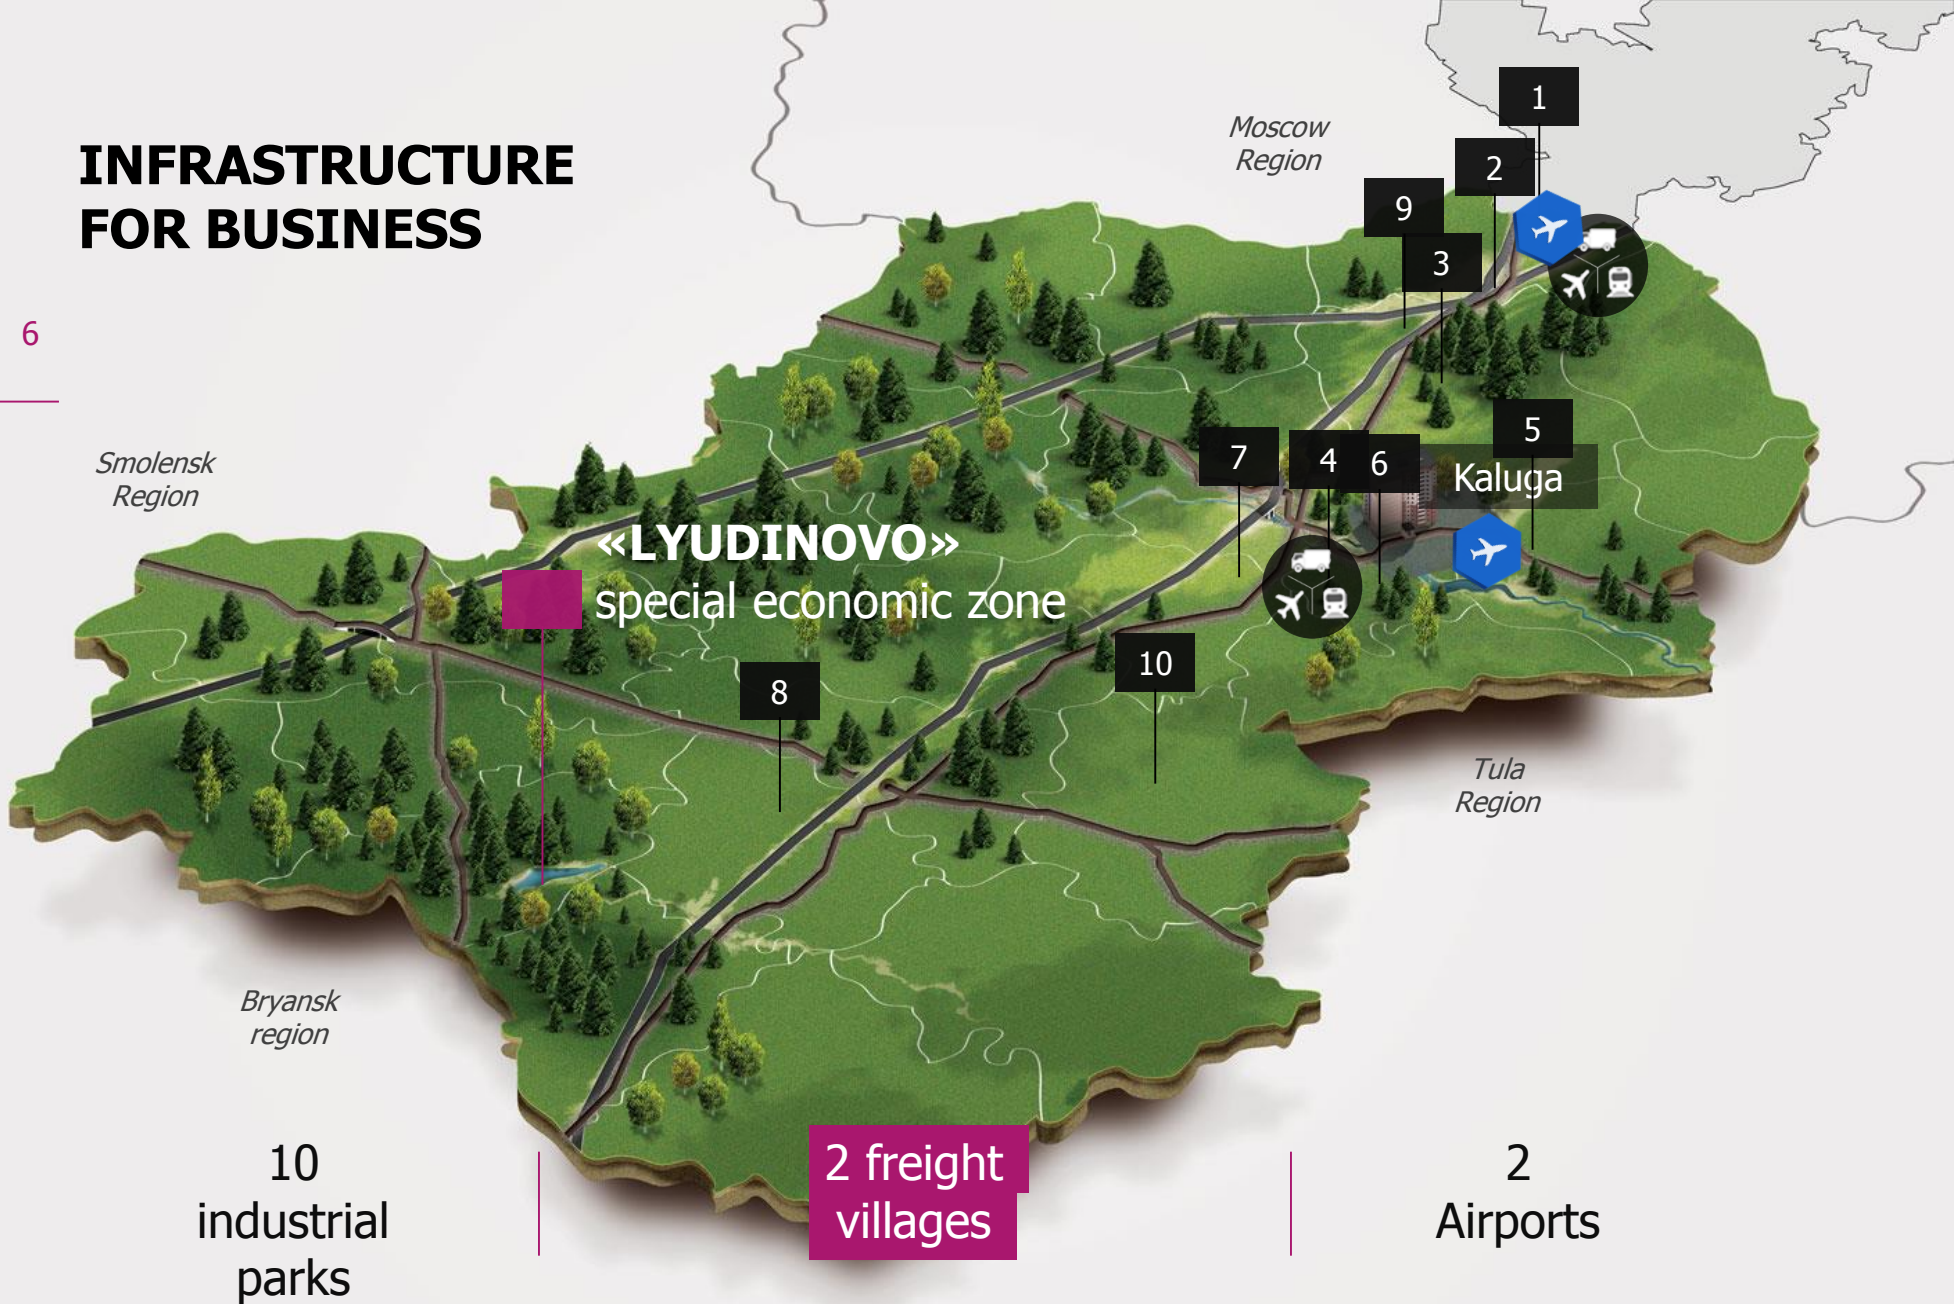 INFRASTRUCTURE
FOR BUSINESS
6
Moscow
Region
1
2
9
3
Smolensk
Region
5
7
4
6
Kaluga
«LYUDINOVO»
special economic zone
8
10
Tula
Region
Bryansk
region
10
industrial
parks
2 freight
villages
2
Airports